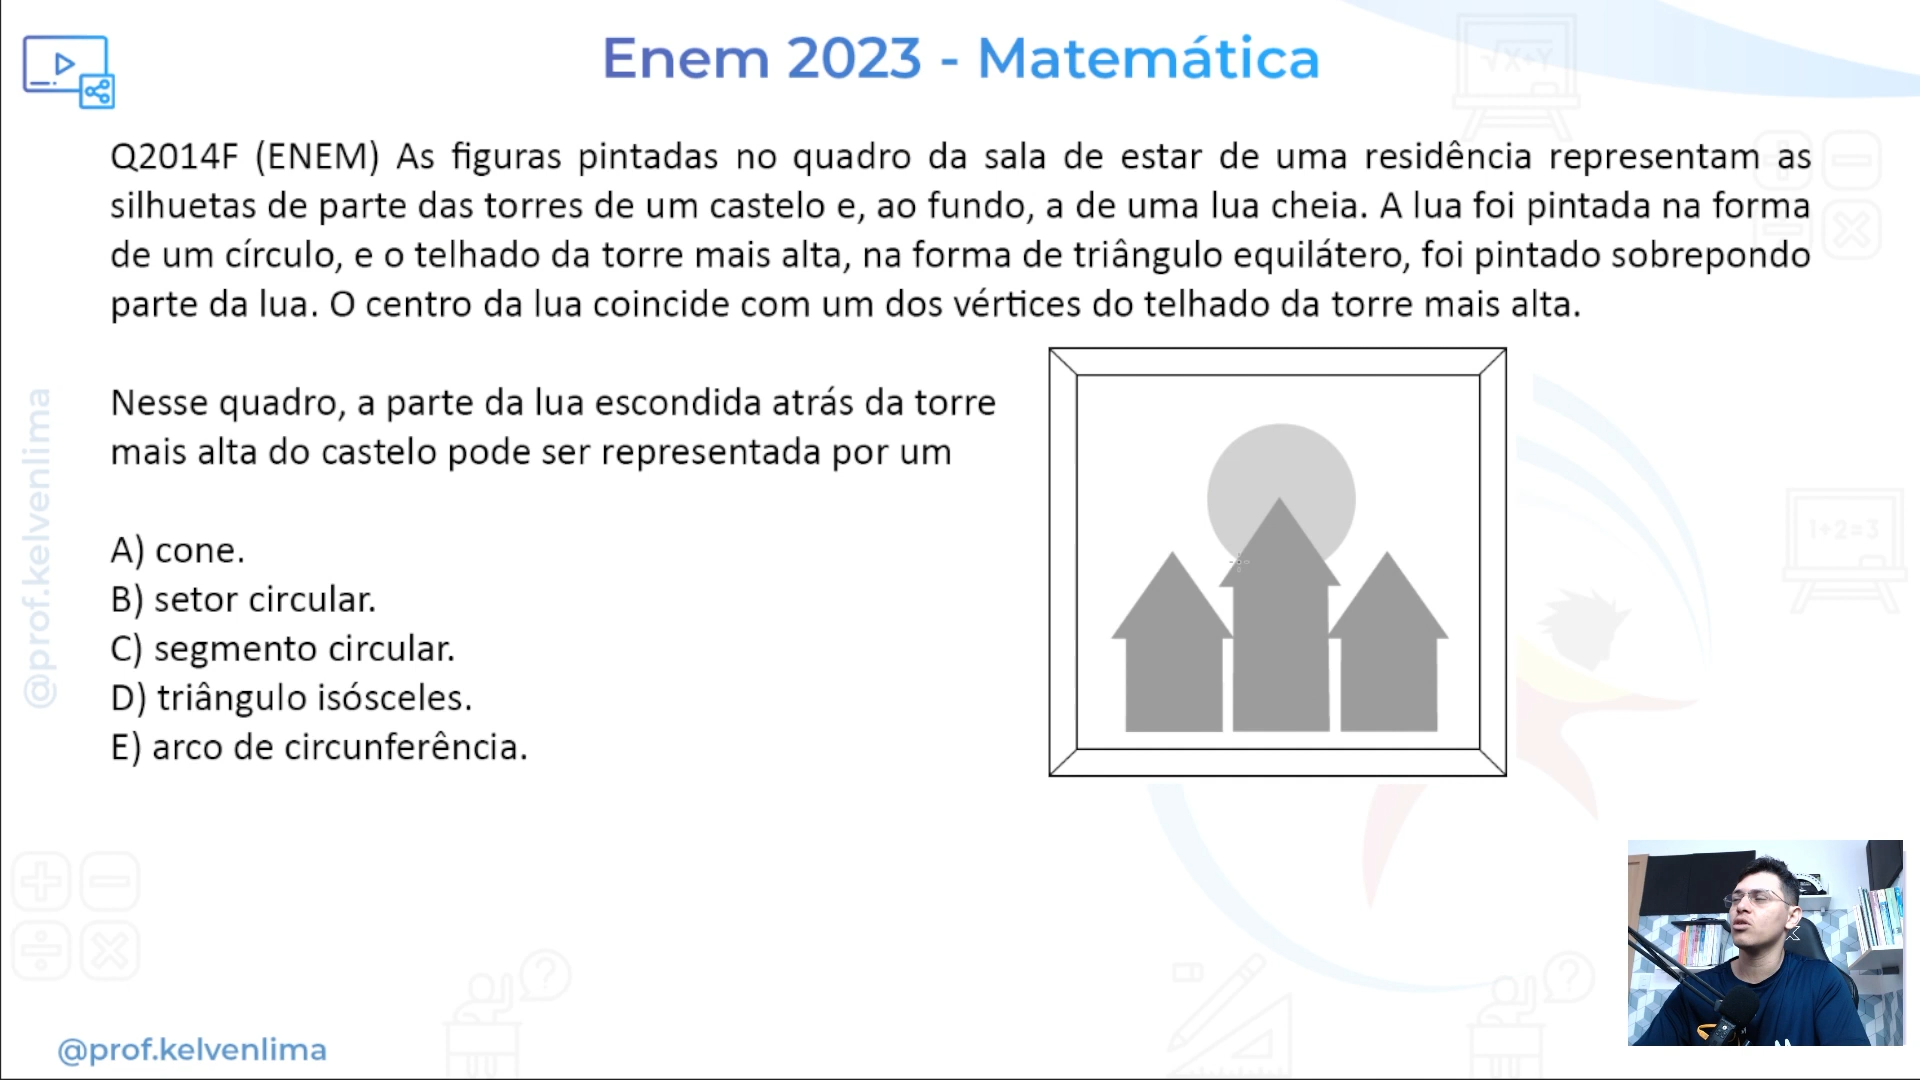 Enem 2023 - Matemática
Q2014F (ENEM) As figuras pintadas no quadro da sala de estar de uma residência representam as
silhuetas de parte das torres de um castelo e, ao fundo, a de uma lua cheia. A lua foi pintada na forma
de um círculo, e o telhado da torre mais alta, na forma de triângulo equilátero, foi pintado sobrepondo
parte da lua. O centro da lua coincide com um dos vértices do telhado da torre mais alta.
Nesse quadro, a parte da lua escondida atrás da torre
mais alta do castelo pode ser representada por um
A) cone.
B) setor circular.
C) segmento circular.
D) triângulo isósceles.
E) arco de circunferência.
@prof.kelvenlima
√X+Y
1+2=3
@prof.kelvenlima